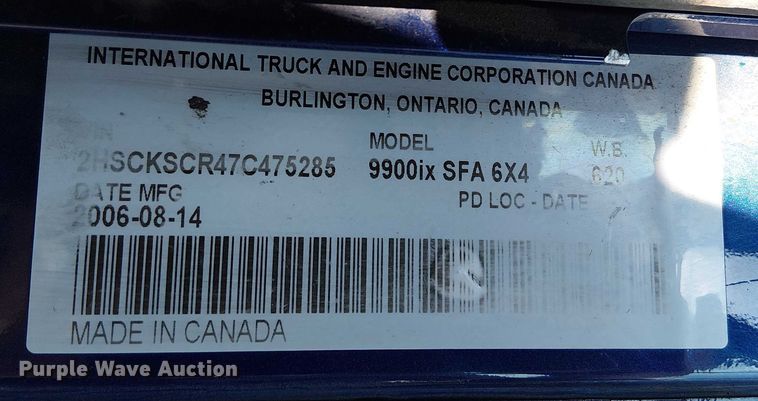 INTERNATIONAL TRUCK AND ENGINE CORPORATION CANADA
BURLINGTON, ONTARIO, CANADA
VIN MODEL W.B.
2HSCKSCR47C475285 9900ix SFA 6X4 620
DATE MFG PD LOC - DATE
2006-08-14
MADE IN CANADA
Purple Wave Auction